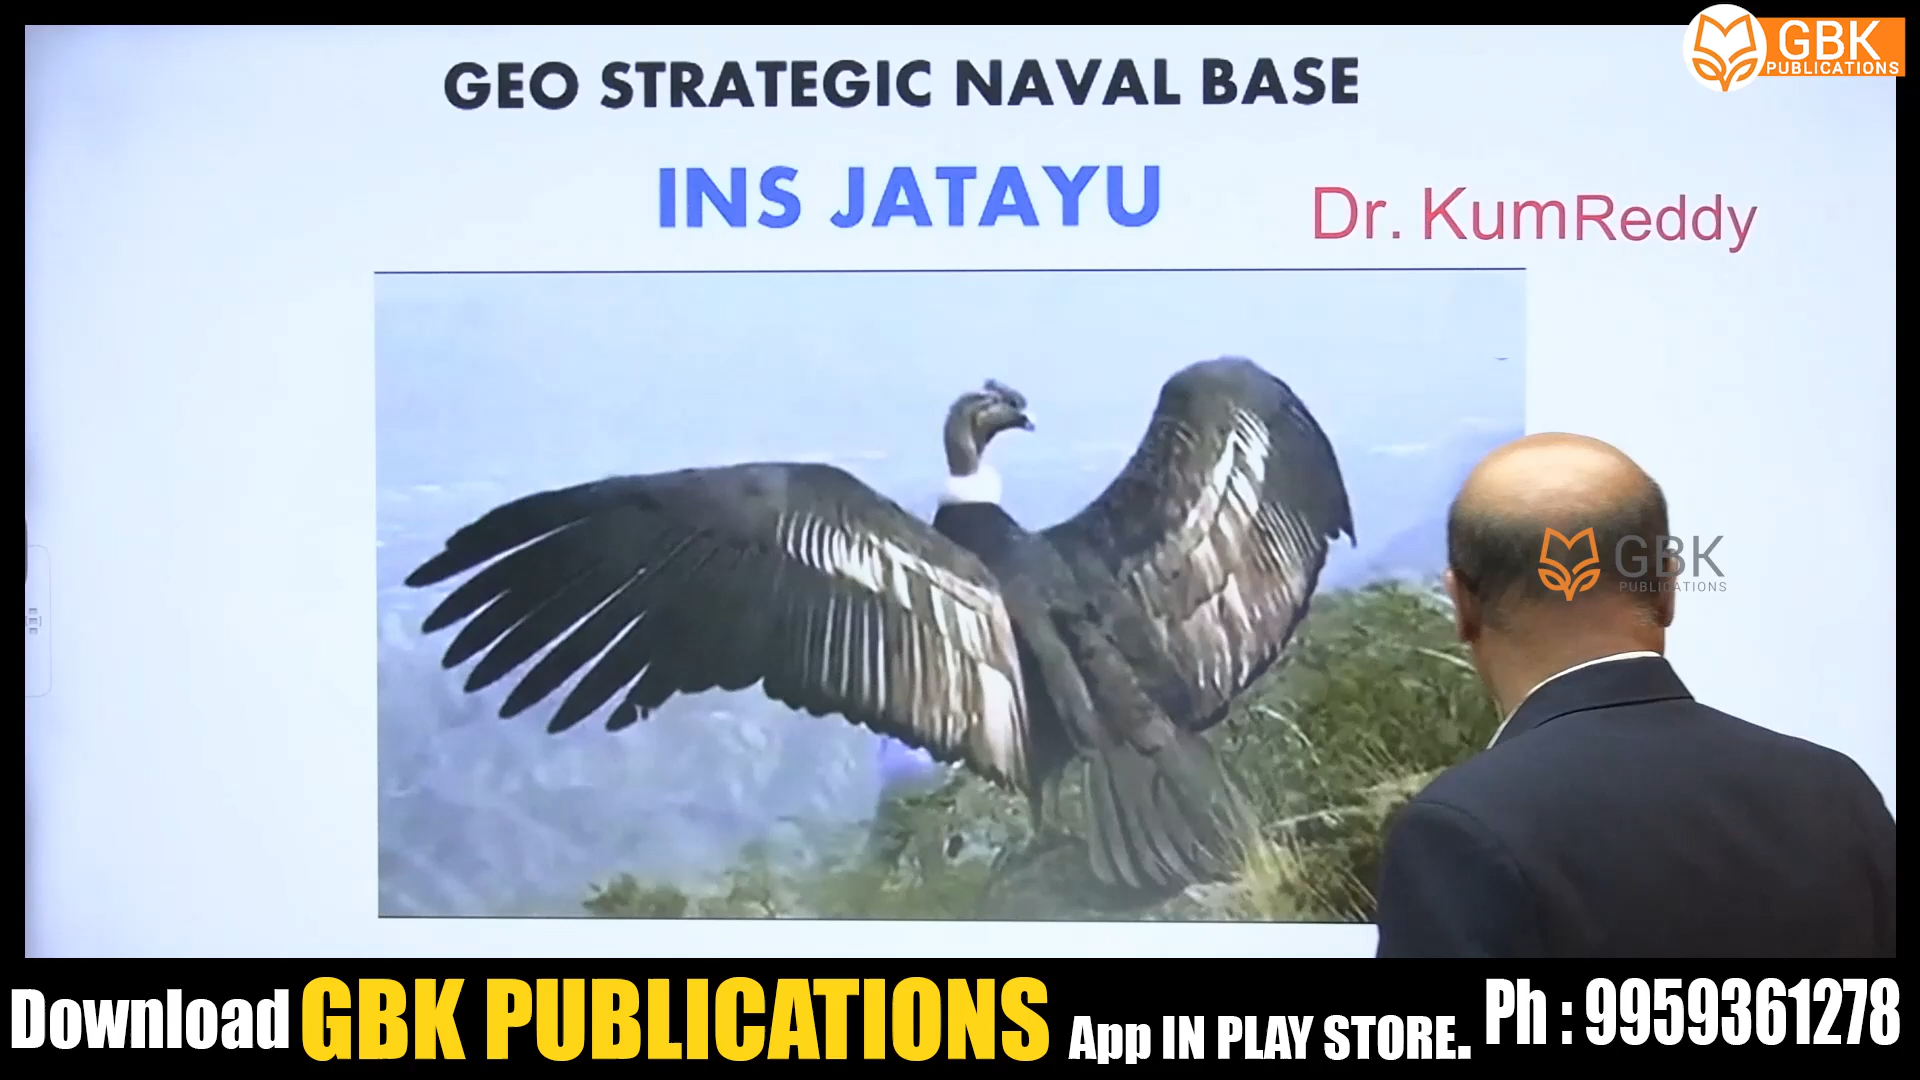 GBK
PUBLICATIONS
GEO STRATEGIC NAVAL BASE
INS JATAYU
Dr. KumReddy
GBK
PUBLICATIONS
Download GBK PUBLICATIONS App IN PLAY STORE. Ph : 9959361278